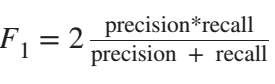 F₁ = 2 precision*recall / precision + recall